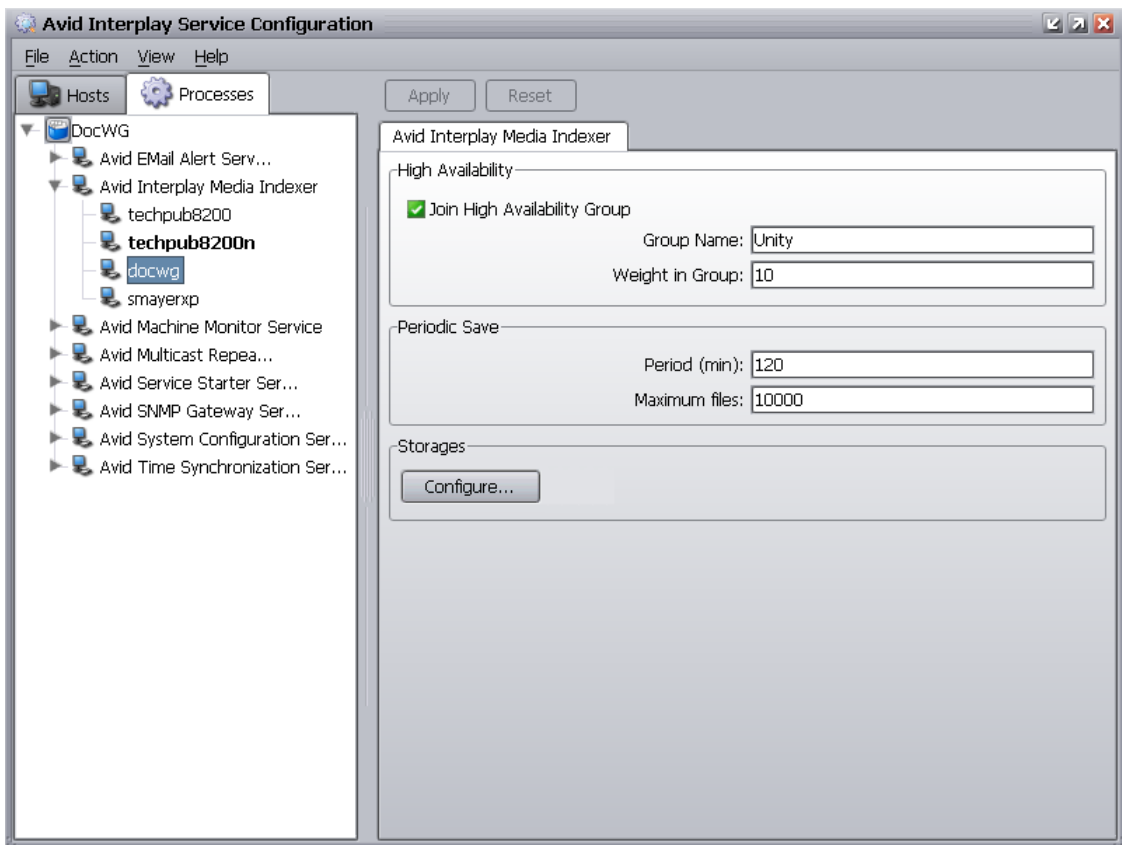 Avid Interplay Service Configuration
File Action View Help
Hosts Processes
Apply Reset
DocWG
Avid EMail Alert Serv...
Avid Interplay Media Indexer
techpub8200
techpub8200n
docwg
smayerxp
Avid Machine Monitor Service
Avid Multicast Repea...
Avid Service Starter Ser...
Avid SNMP Gateway Ser...
Avid System Configuration Ser...
Avid Time Synchronization Ser...
Avid Interplay Media Indexer
High Availability
Join High Availability Group
Group Name: Unity
Weight in Group: 10
Periodic Save
Period (min): 120
Maximum files: 10000
Storages
Configure...